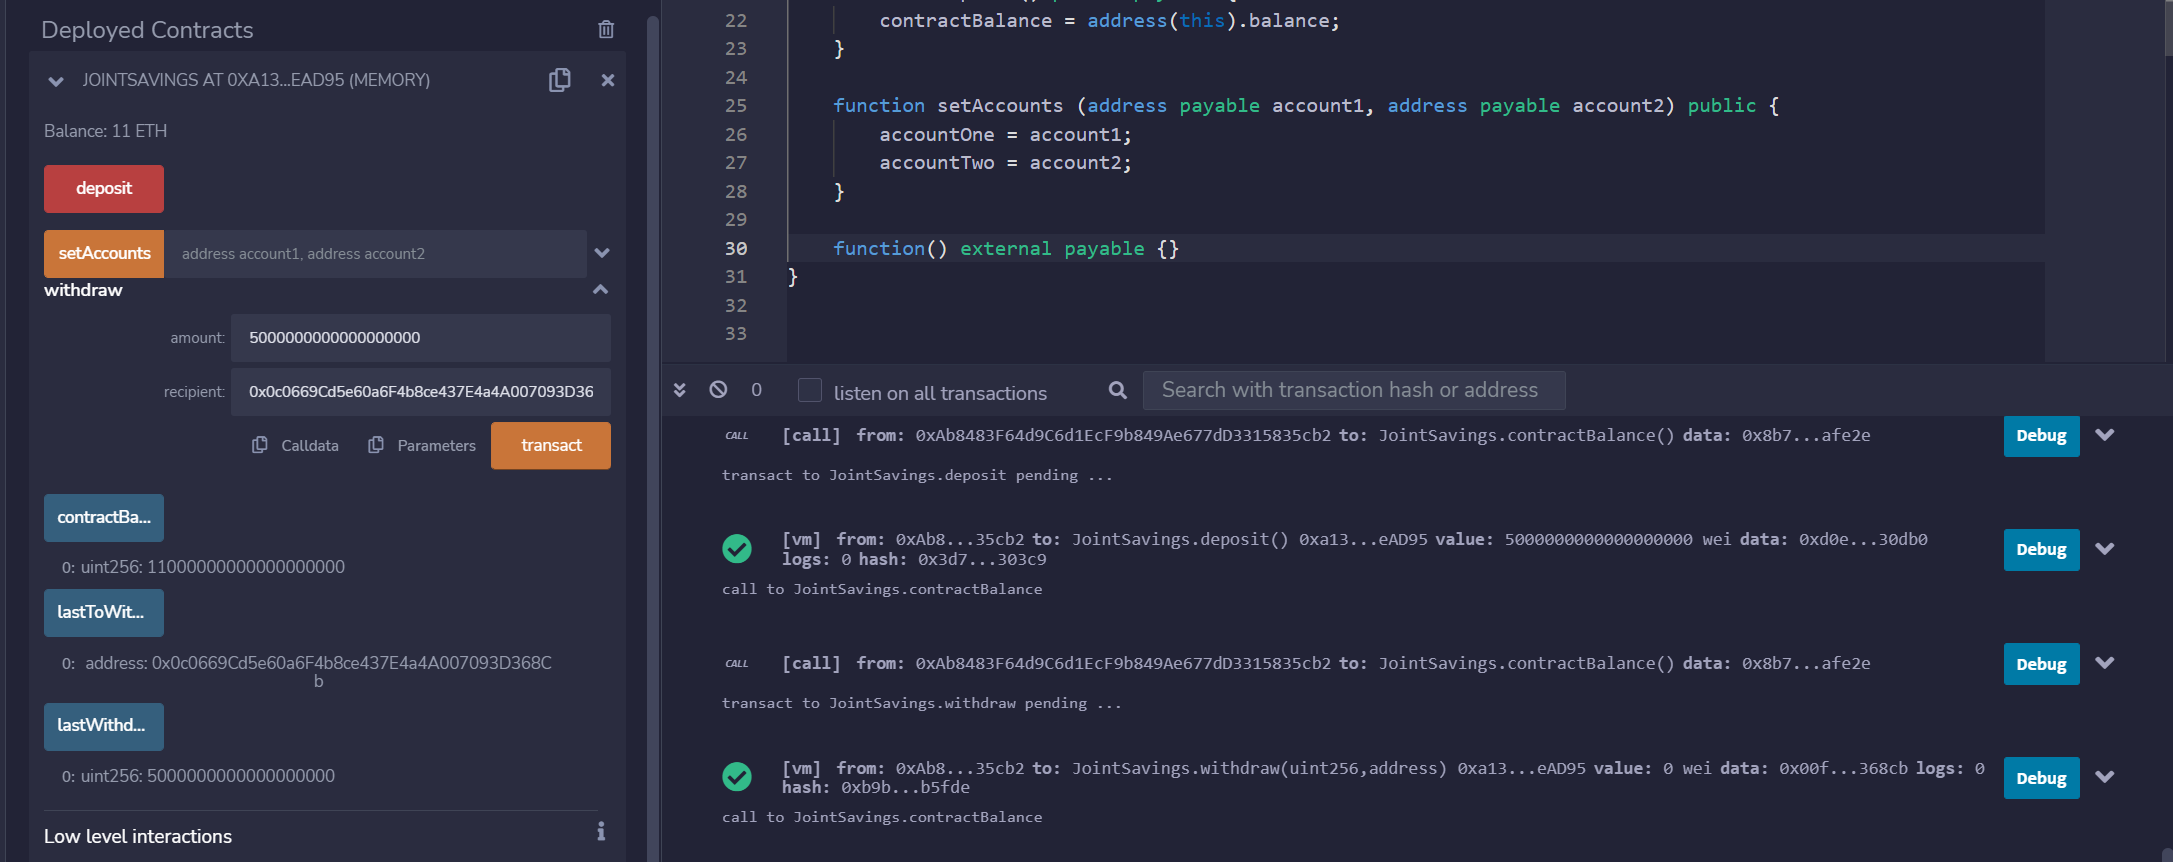 Deployed Contracts
JOINTSAVINGS AT 0XA13...EAD95 (MEMORY)
Balance: 11 ETH
deposit
setAccounts address account1, address account2
withdraw
amount: 5000000000000000000
recipient: 0x0c0669Cd5e60a6F4b8ce437E4a4A007093D36
Calldata Parameters transact
contractBa...
0: uint256: 11000000000000000000
lastToWit...
0: address: 0x0c0669Cd5e60a6F4b8ce437E4a4A007093D368C
b
lastWithd...
0: uint256: 5000000000000000000
Low level interactions
22 contractBalance = address(this).balance;
23 }
24
25 function setAccounts (address payable account1, address payable account2) public {
26 accountOne = account1;
27 accountTwo = account2;
28 }
29
30 function() external payable {}
31 }
32
33
0 listen on all transactions Search with transaction hash or address
CALL [call] from: 0xAb8483F64d9C6d1EcF9b849Ae677dD3315835cb2 to: JointSavings.contractBalance() data: 0x8b7...afe2e Debug
transact to JointSavings.deposit pending ...
[vm] from: 0xAb8...35cb2 to: JointSavings.deposit() 0xa13...eAD95 value: 5000000000000000000 wei data: 0xd0e...30db0 Debug
logs: 0 hash: 0x3d7...303c9
call to JointSavings.contractBalance
CALL [call] from: 0xAb8483F64d9C6d1EcF9b849Ae677dD3315835cb2 to: JointSavings.contractBalance() data: 0x8b7...afe2e Debug
transact to JointSavings.withdraw pending ...
[vm] from: 0xAb8...35cb2 to: JointSavings.withdraw(uint256,address) 0xa13...eAD95 value: 0 wei data: 0x00f...368cb logs: 0 Debug
hash: 0xb9b...b5fde
call to JointSavings.contractBalance